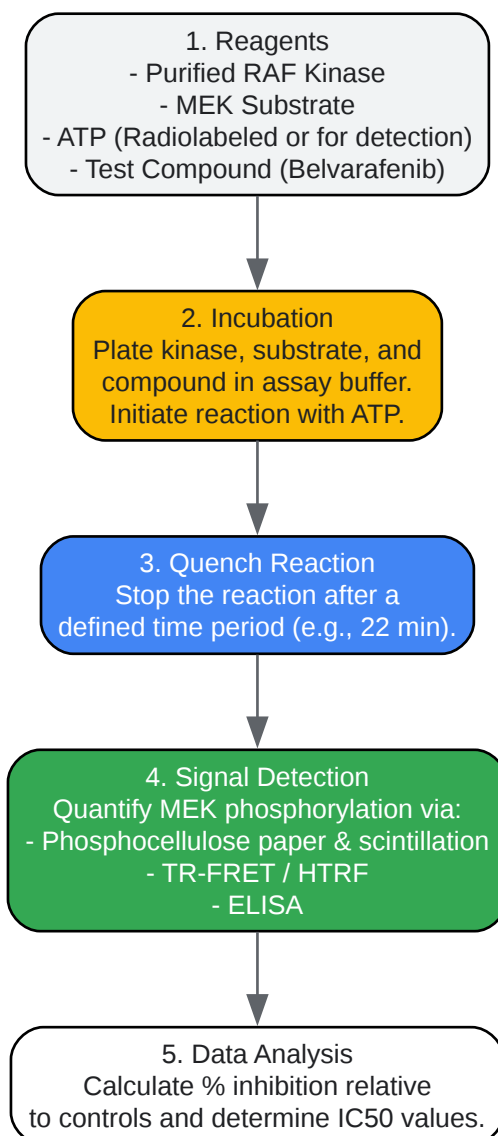 1. Reagents
- Purified RAF Kinase
- MEK Substrate
- ATP (Radiolabeled or for detection)
- Test Compound (Belvarafenib)
2. Incubation
Plate kinase, substrate, and
compound in assay buffer.
Initiate reaction with ATP.
3. Quench Reaction
Stop the reaction after a
defined time period (e.g., 22 min).
4. Signal Detection
Quantify MEK phosphorylation via:
- Phosphocellulose paper & scintillation
- TR-FRET / HTRF
- ELISA
5. Data Analysis
Calculate % inhibition relative
to controls and determine IC50 values.